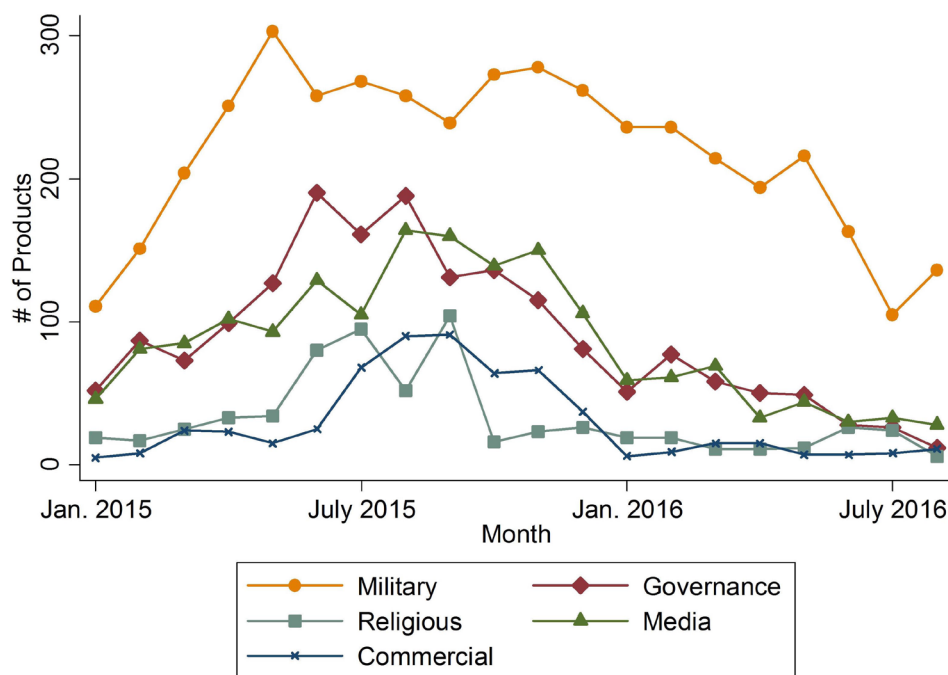 300
200
100
0
# of Products
Jan. 2015 July 2015 Jan. 2016 July 2016
Month
Military Governance
Religious Media
Commercial